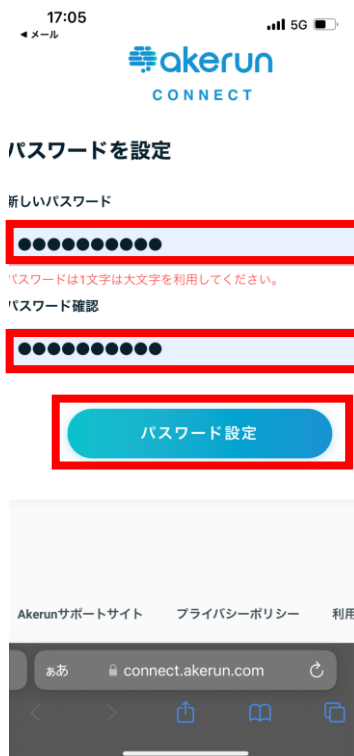 17:05
5G
◀ メール
akerun
CONNECT
パスワードを設定
新しいパスワード
●●●●●●●●●●
パスワードは1文字は大文字を利用してください。
パスワード確認
●●●●●●●●●●
パスワード設定
Akerunサポートサイト プライバシーポリシー 利用
ぁあ connect.akerun.com